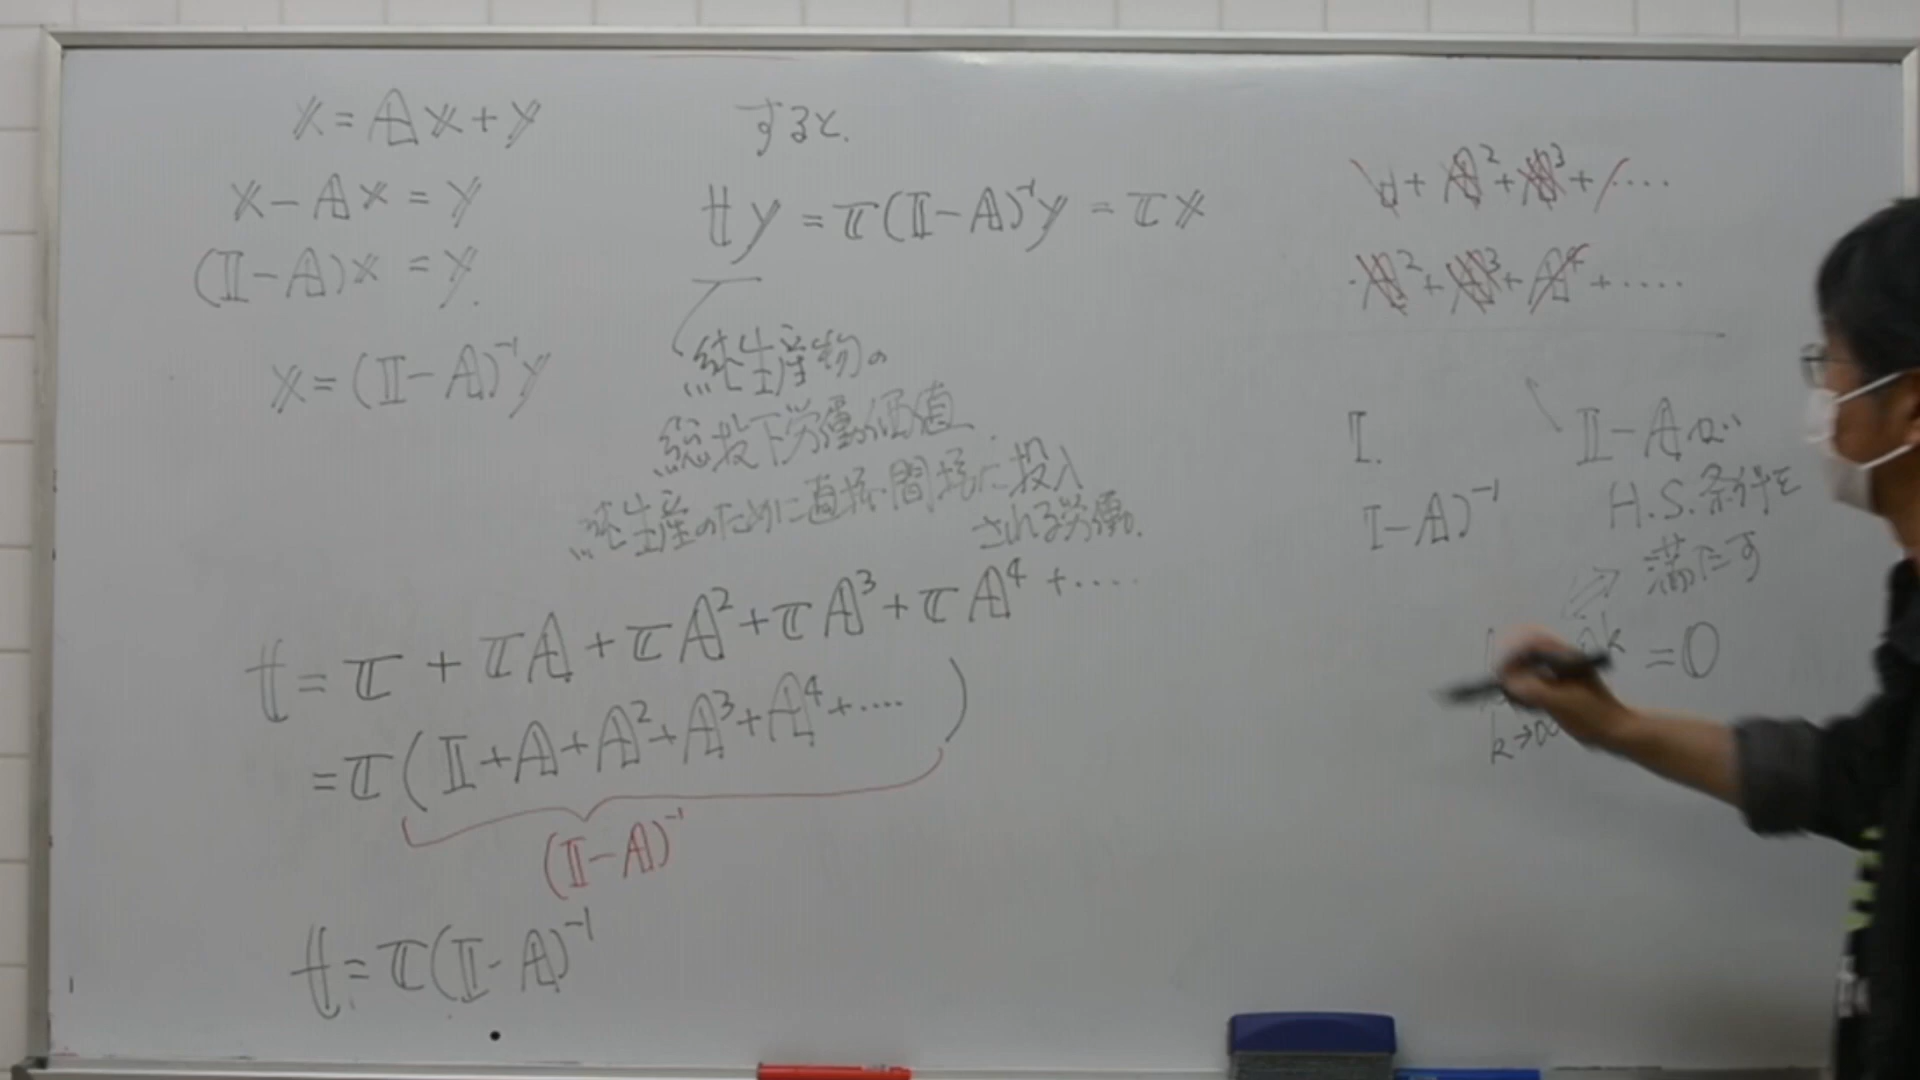 x = Ax + y
x - Ax = y
(I - A)x = y.
x = (I - A)⁻¹y
すると.
ty = τ(I - A)⁻¹y = τx
純生産物の
総投下労働価値
純生産のために直接・間接に投入
される労働.
t = τ + τA + τA² + τA³ + τA⁴ + ‥‥
= τ(I + A + A² + A³ + A⁴ + ‥‥)
(I - A)⁻¹
t = τ(I - A)⁻¹
+ A² + A³ + ‥‥
A² + A³ + A⁴ + ‥‥
I.
I - A)⁻¹
I - Aが
H.S.条件を
満たす
k = 0
k→∞